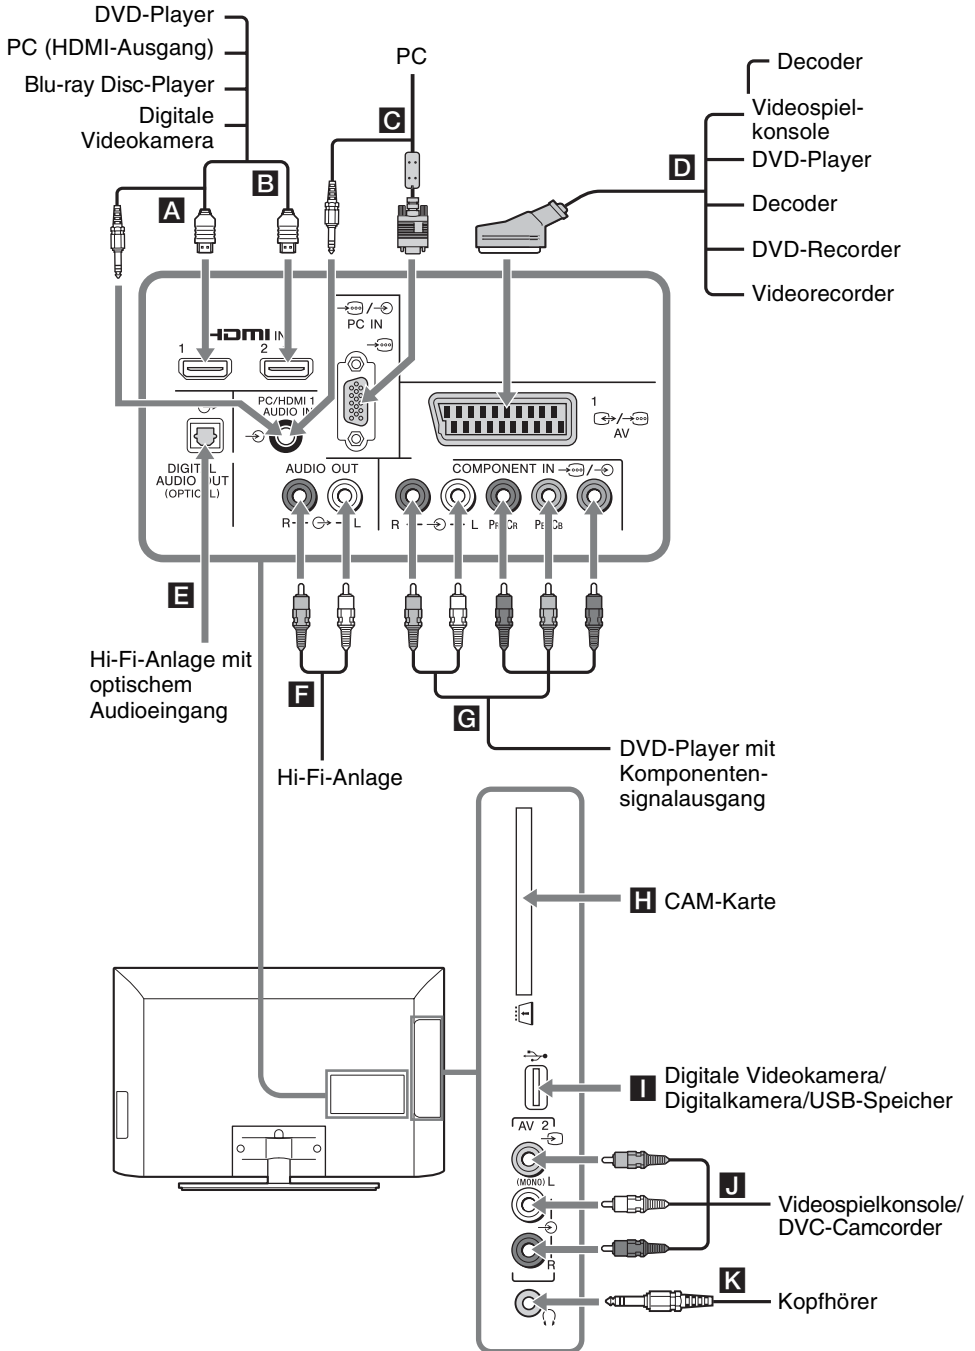 DVD-Player
PC (HDMI-Ausgang)
Blu-ray Disc-Player
Digitale
Videokamera
PC
Decoder
Videospiel-
konsole
DVD-Player
Decoder
DVD-Recorder
Videorecorder
A
B
C
D
HDMI IN
1
2
PC IN
PC/HDMI 1
AUDIO IN
1
AV
DIGITAL
AUDIO OUT
(OPTICAL)
AUDIO OUT
R
L
COMPONENT IN
R
L
PR/CR
PB/CB
E
Hi-Fi-Anlage mit
optischem
Audioeingang
F
Hi-Fi-Anlage
G
DVD-Player mit
Komponenten-
signalausgang
H CAM-Karte
I Digitale Videokamera/
Digitalkamera/USB-Speicher
AV 2
(MONO) L
R
J
Videospielkonsole/
DVC-Camcorder
K
Kopfhörer